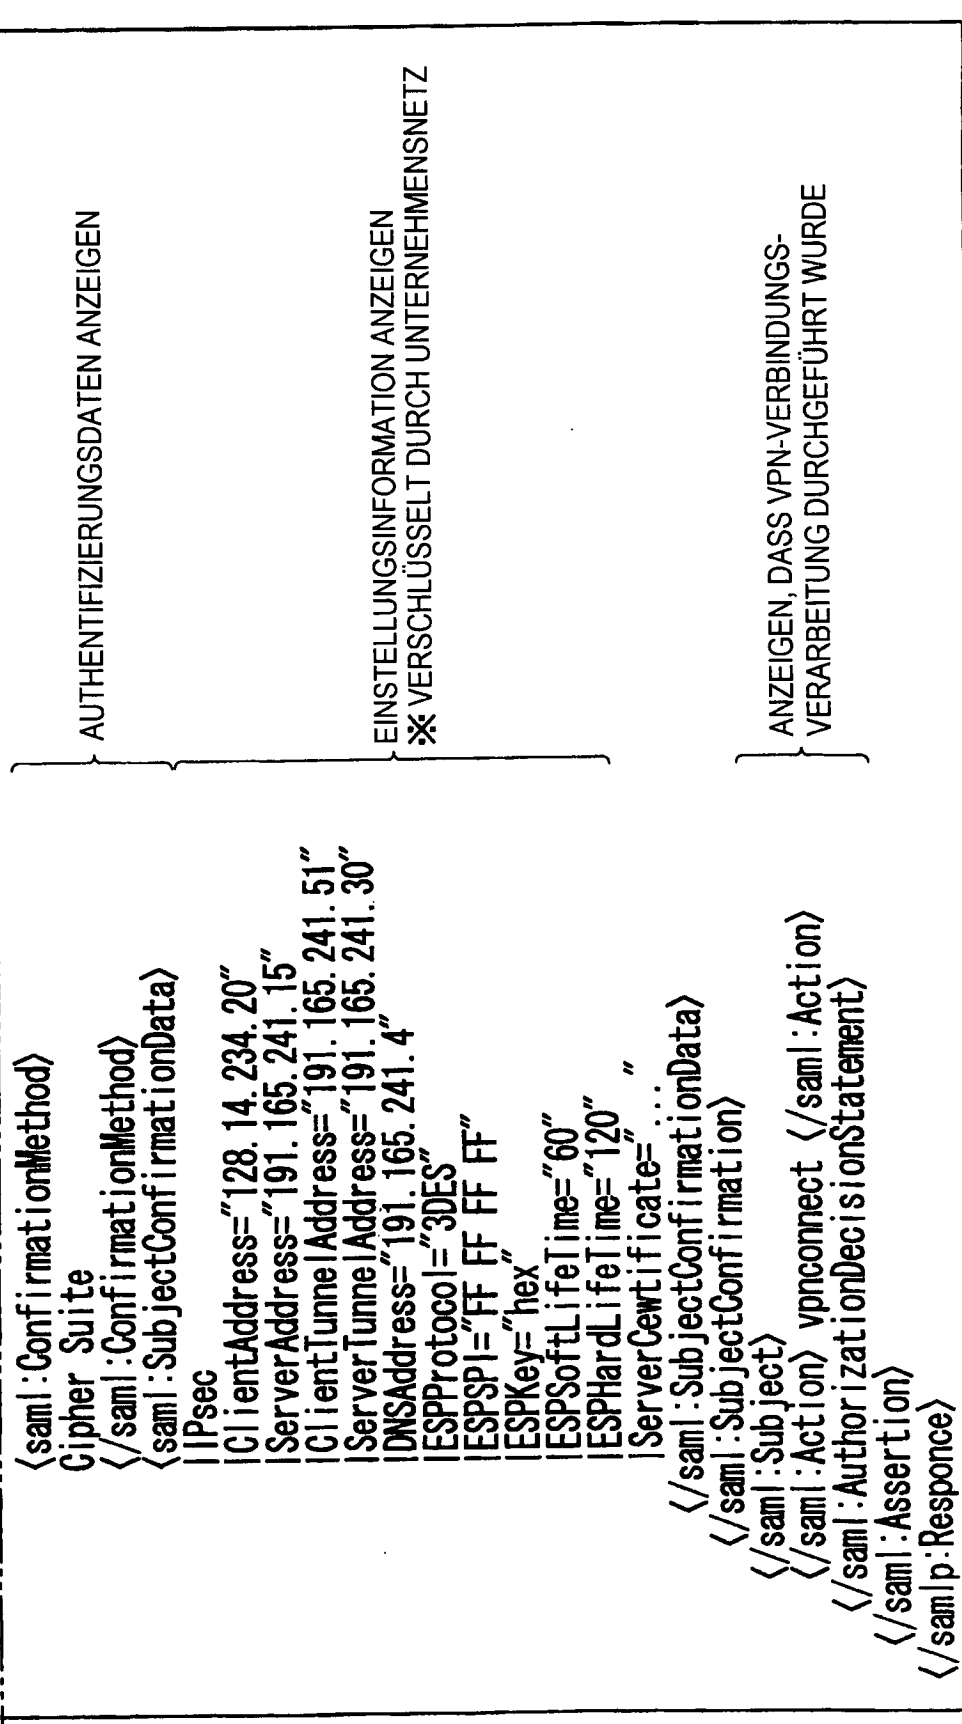 <saml:ConfirmationMethod>
Cipher Suite
</saml:ConfirmationMethod>
<saml:SubjectConfirmationData>
|IPsec
|ClientAddress="128.14.234.20"
|ServerAddress="191.165.241.15"
|ClientTunnelAddress="191.165.241.51"
|ServerTunnelAddress="191.165.241.30"
|DNSAddress="191.165.241.4"
|ESPProtocol="3DES"
|ESPSPI="FF FF FF FF"
|ESPKey="hex"
|ESPSoftLifeTime="60"
|ESPHardLifeTime="120"
|ServerCewtificate="...."
</saml:SubjectConfirmationData>
</saml:SubjectConfirmation>
</saml:Subject>
</saml:Action> vpnconnect </saml:Action>
</saml:AuthorizationDecisionStatement>
</saml:Assertion>
</samlp:Responce>
AUTHENTIFIZIERUNGSDATEN ANZEIGEN
EINSTELLUNGSINFORMATION ANZEIGEN
※ VERSCHLÜSSELT DURCH UNTERNEHMENSNETZ
ANZEIGEN, DASS VPN-VERBINDUNGS-
VERARBEITUNG DURCHGEFÜHRT WURDE